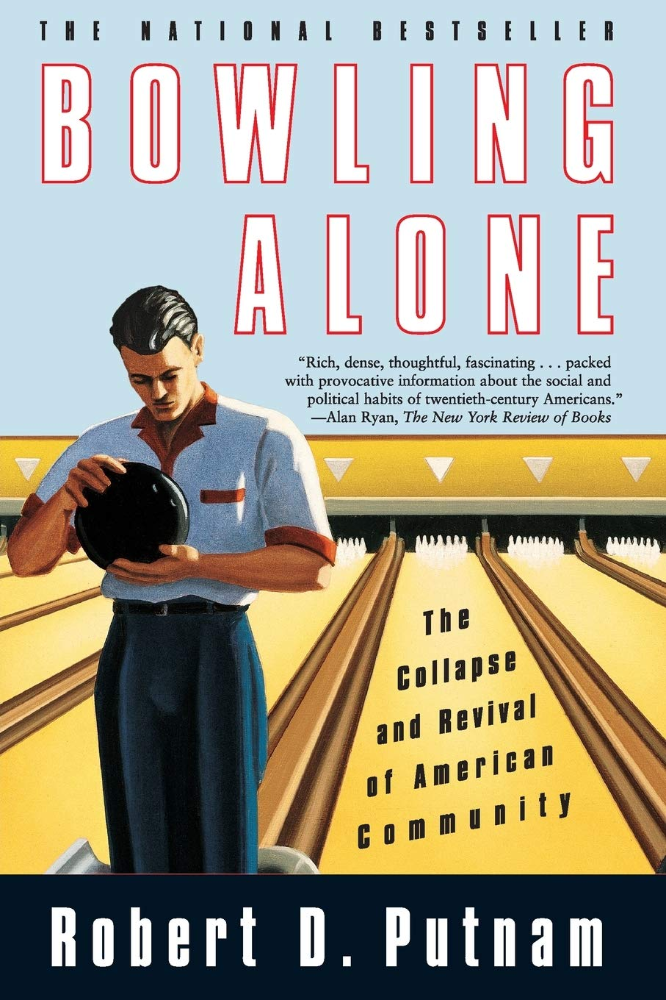 THE NATIONAL BESTSELLER
BOWLING
ALONE
“Rich, dense, thoughtful, fascinating . . . packed
with provocative information about the social and
political habits of twentieth-century Americans.”
—Alan Ryan, The New York Review of Books
The
Collapse
and Revival
of American
Community
Robert D. Putnam